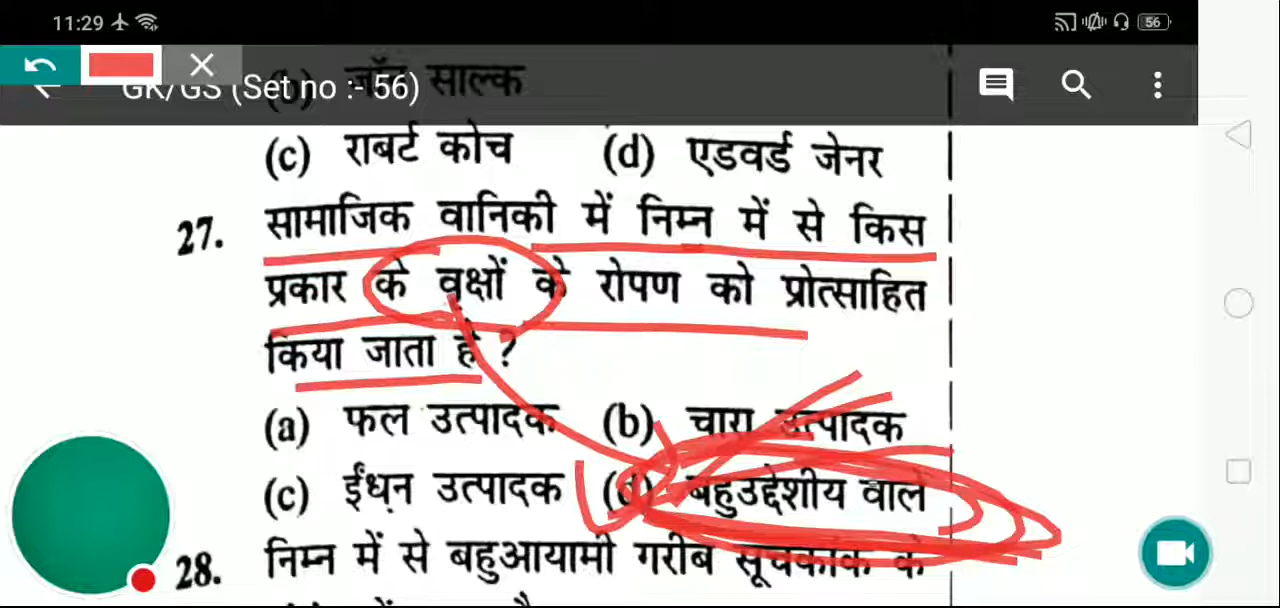 11:29
56
GK/GS (Set no :- 56)
(b) जॉन साल्क
(c) राबर्ट कोच (d) एडवर्ड जेनर
27. सामाजिक वानिकी में निम्न में से किस
प्रकार के वृक्षों के रोपण को प्रोत्साहित
किया जाता है ?
(a) फल उत्पादक (b) चारा उत्पादक
(c) ईंधन उत्पादक (d) बहुउद्देशीय वाले
28. निम्न में से बहुआयामी गरीब सूचकांक के